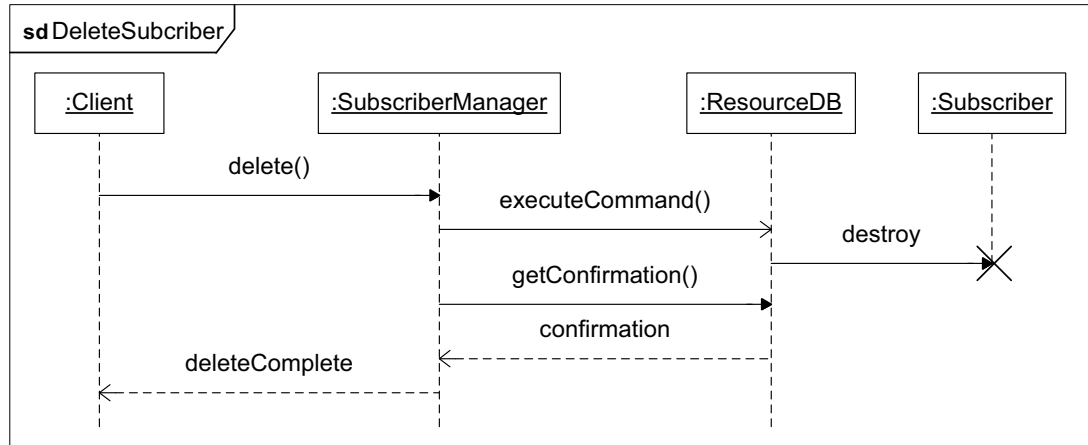 sd DeleteSubcriber
:Client
:SubscriberManager
:ResourceDB
:Subscriber
delete()
executeCommand()
destroy
getConfirmation()
confirmation
deleteComplete